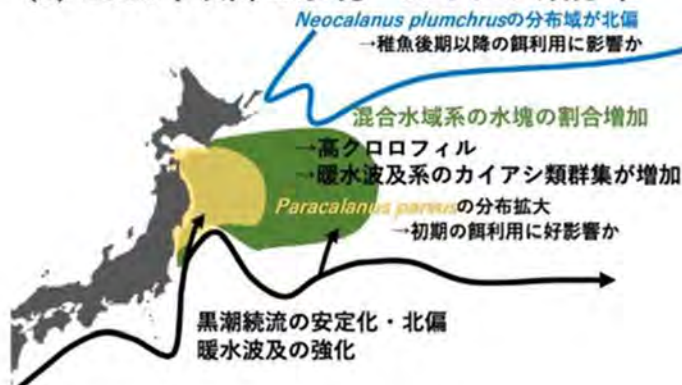 Neocalanus plumchrusの分布域が北偏
→稚魚後期以降の餌利用に影響か
混合水域系の水塊の割合増加
→高クロロフィル
→暖水波及系のカイアシ類群集が増加
Paracalanus parvusの分布拡大
→初期の餌利用に好影響か
黒潮続流の安定化・北偏
暖水波及の強化